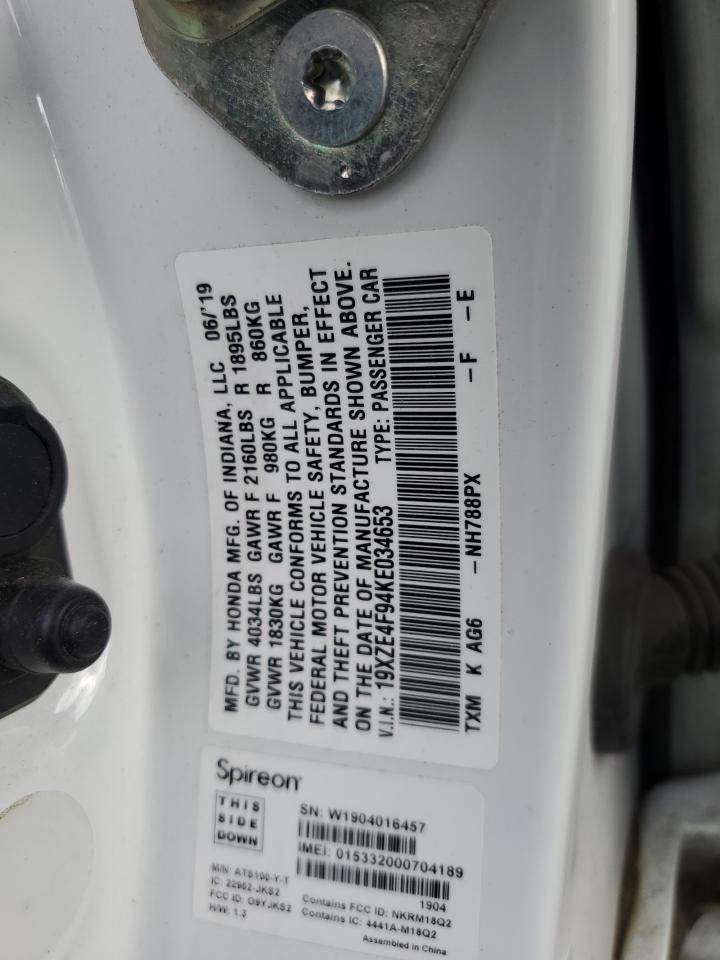 MFD. BY HONDA MFG. OF INDIANA, LLC 06/'19
GVWR 4034LBS GAWR F 2160LBS R 1895LBS
GVWR 1830KG GAWR F 980KG R 860KG
THIS VEHICLE CONFORMS TO ALL APPLICABLE
FEDERAL MOTOR VEHICLE SAFETY, BUMPER,
AND THEFT PREVENTION STANDARDS IN EFFECT
ON THE DATE OF MANUFACTURE SHOWN ABOVE.
V.I.N.: 19XZE4F94KE034653 TYPE: PASSENGER CAR
TXM K AG6 -NH788PX -F -E
Spireon
THIS
SIDE
DOWN
SN: W1904016457
IMEI: 015332000704189
1904
M/N: ATS100-Y-T
IC: 22952-JKS2
FCC ID: O9YJKS2
H/W: 1.3
Contains FCC ID: NKRM18Q2
Contains IC: 4441A-M18Q2
Assembled in China